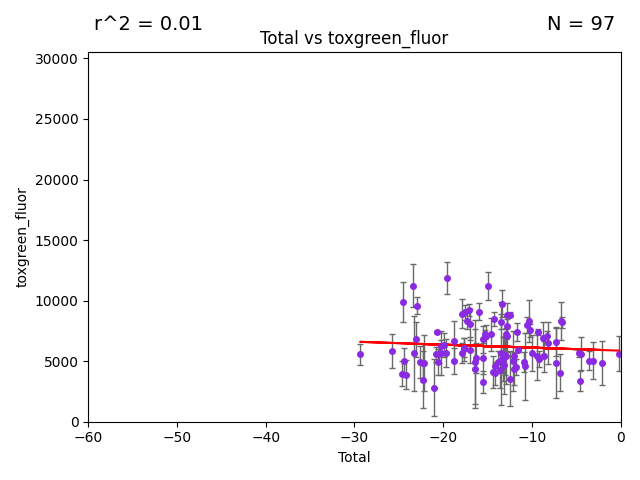 r^2 = 0.01
N = 97
Total vs toxgreen_fluor
30000
25000
20000
15000
10000
5000
0
toxgreen_fluor
−60
−50
−40
−30
−20
−10
0
Total